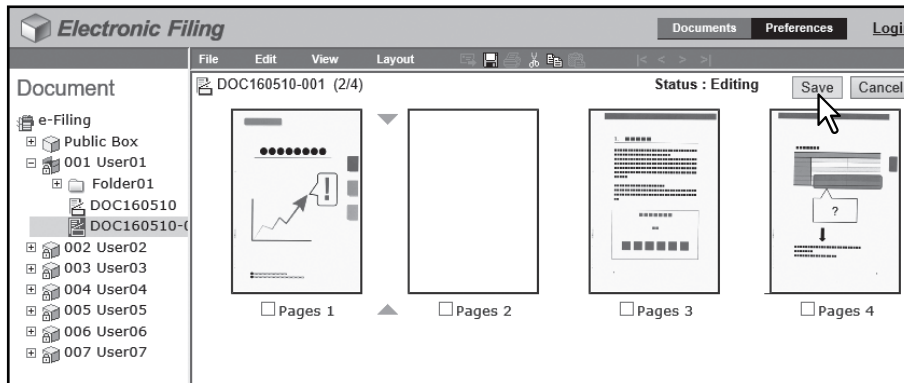 Electronic Filing
Documents Preferences
File Edit View Layout
Document
DOC160510-001 (2/4) Status : Editing Save Cancel
e-Filing
Public Box
001 User01
Folder01
DOC160510
002 User02
003 User03
004 User04
005 User05
006 User06
007 User07
!
?
Pages 1 Pages 2 Pages 3 Pages 4